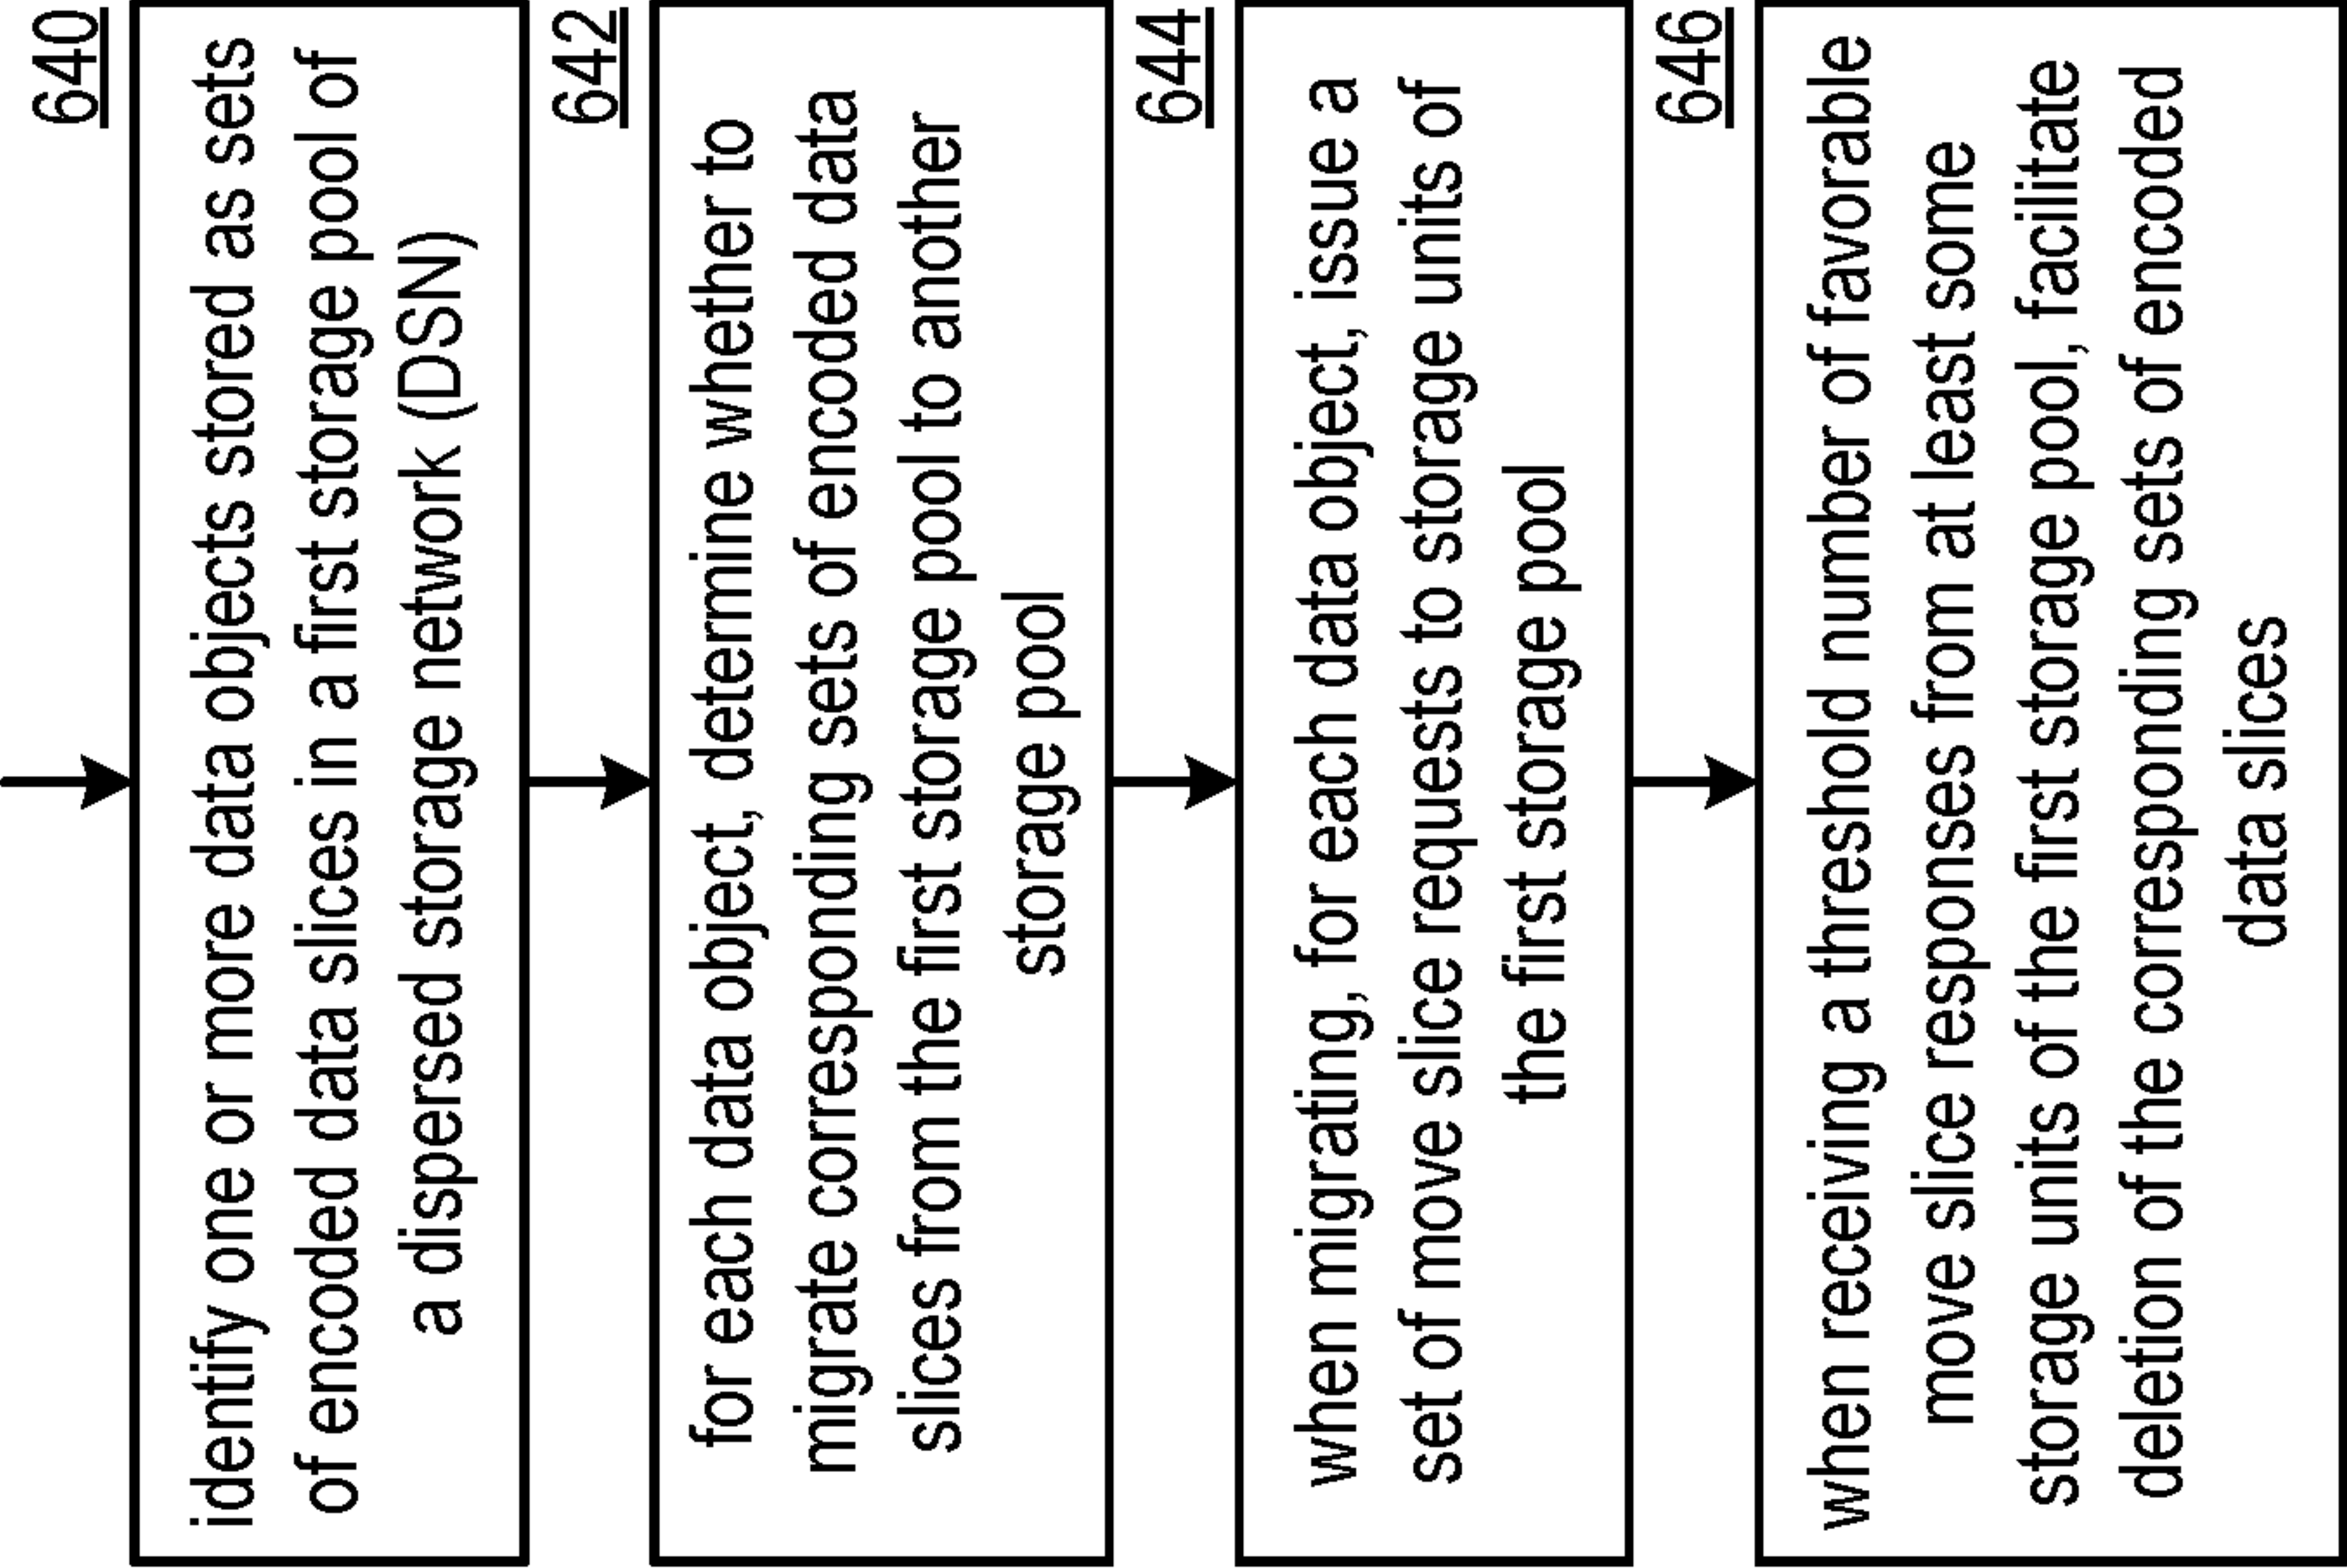 640
identify one or more data objects stored as sets
of encoded data slices in a first storage pool of
a dispersed storage network (DSN)
642
for each data object, determine whether to
migrate corresponding sets of encoded data
slices from the first storage pool to another
storage pool
644
when migrating, for each data object, issue a
set of move slice requests to storage units of
the first storage pool
646
when receiving a threshold number of favorable
move slice responses from at least some
storage units of the first storage pool, facilitate
deletion of the corresponding sets of encoded
data slices